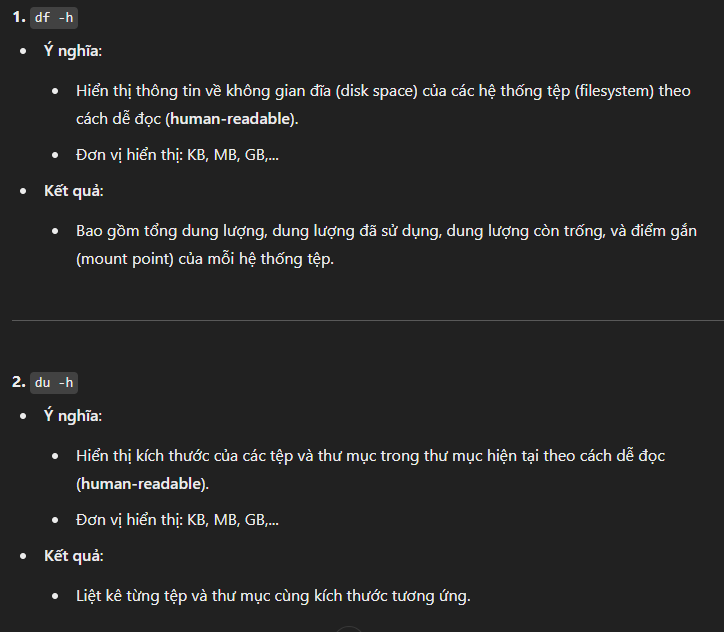 1. df -h
Ý nghĩa:
Hiển thị thông tin về không gian đĩa (disk space) của các hệ thống tệp (filesystem) theo
cách dễ đọc (human-readable).
Đơn vị hiển thị: KB, MB, GB,...
Kết quả:
Bao gồm tổng dung lượng, dung lượng đã sử dụng, dung lượng còn trống, và điểm gắn
(mount point) của mỗi hệ thống tệp.
2. du -h
Ý nghĩa:
Hiển thị kích thước của các tệp và thư mục trong thư mục hiện tại theo cách dễ đọc
(human-readable).
Đơn vị hiển thị: KB, MB, GB,...
Kết quả:
Liệt kê từng tệp và thư mục cùng kích thước tương ứng.